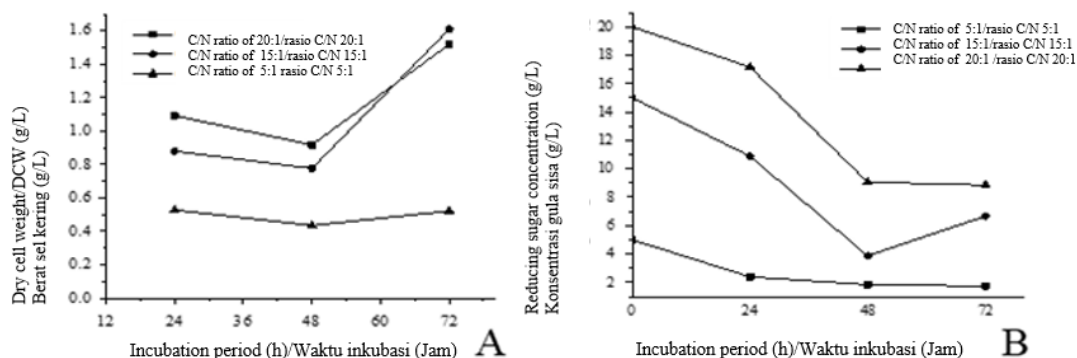 1.6
1.4
1.2
1.0
0.8
0.6
0.4
0.2
0.0
12
24
36
48
60
72
Dry cell weight/DCW (g/L)
Berat sel kering (g/L)
C/N ratio of 20:1/rasio C/N 20:1
C/N ratio of 15:1/rasio C/N 15:1
C/N ratio of 5:1 rasio C/N 5:1
Incubation period (h)/Waktu inkubasi (Jam)
A
20
18
16
14
12
10
8
6
4
2
0
24
48
72
Reducing sugar concentration (g/L)
Konsentrasi gula sisa (g/L)
C/N ratio of 5:1/rasio C/N 5:1
C/N ratio of 15:1/rasio C/N 15:1
C/N ratio of 20:1/rasio C/N 20:1
Incubation period (h)/Waktu inkubasi (Jam)
B